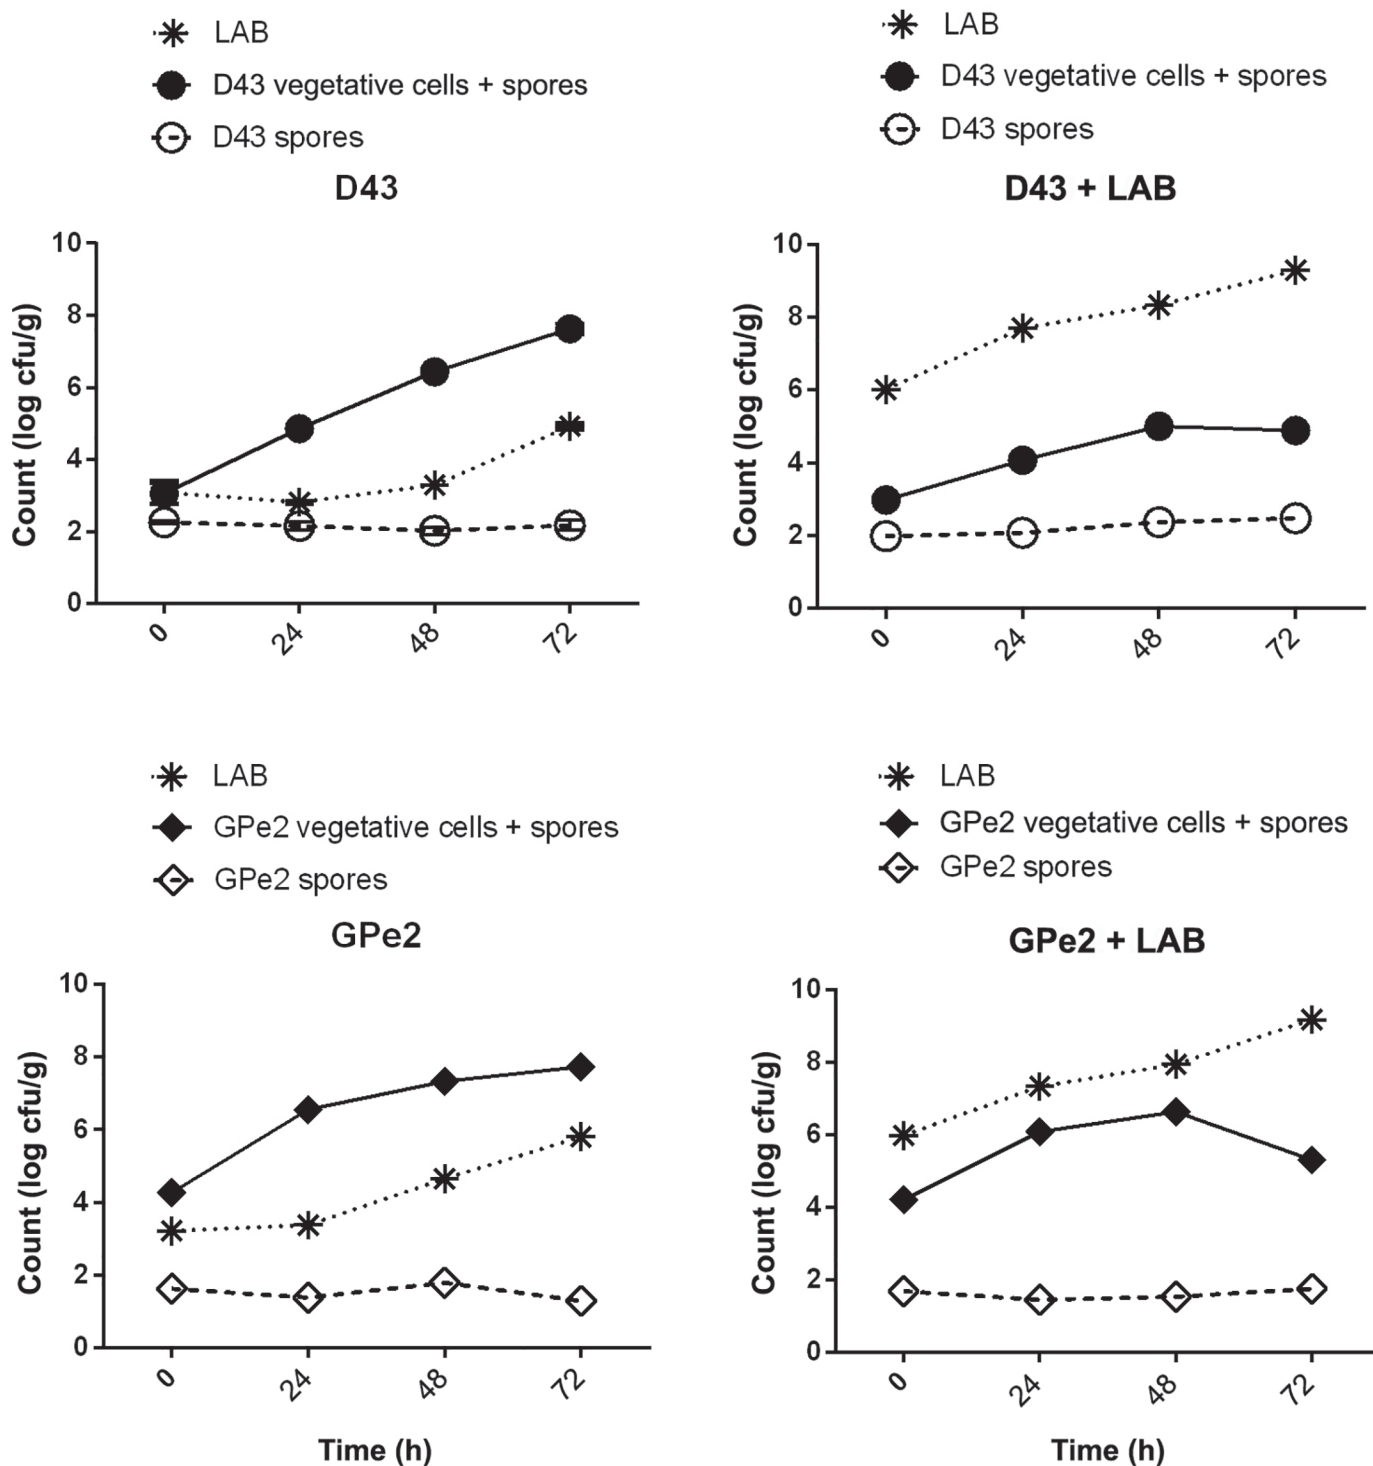 LAB
D43 vegetative cells + spores
D43 spores
D43
Count (log cfu/g)
10
8
6
4
2
0
0
24
48
72
LAB
D43 vegetative cells + spores
D43 spores
D43 + LAB
Count (log cfu/g)
10
8
6
4
2
0
0
24
48
72
LAB
GPe2 vegetative cells + spores
GPe2 spores
GPe2
Count (log cfu/g)
10
8
6
4
2
0
0
24
48
72
Time (h)
LAB
GPe2 vegetative cells + spores
GPe2 spores
GPe2 + LAB
Count (log cfu/g)
10
8
6
4
2
0
0
24
48
72
Time (h)